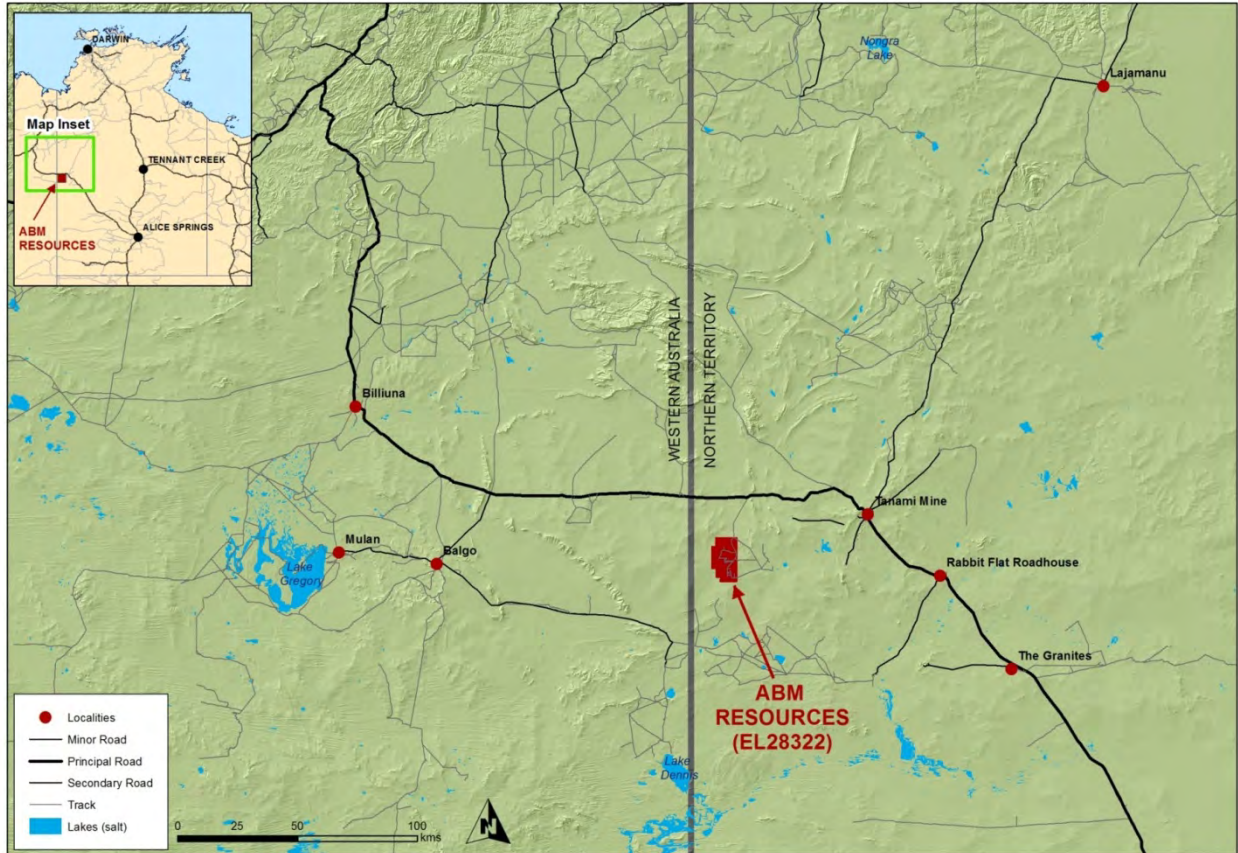 DARWIN
Map Inset
TENNANT CREEK
ABM
RESOURCES
ALICE SPRINGS
Nongra
Lake
Lajamanu
WESTERN AUSTRALIA
NORTHERN TERRITORY
Billiuna
Tanami Mine
Mulan
Balgo
Lake
Gregory
Rabbit Flat Roadhouse
The Granites
ABM
RESOURCES
(EL28322)
Lake
Dennis
Localities
Minor Road
Principal Road
Secondary Road
Track
Lakes (salt)
0 25 50 100
kms
N